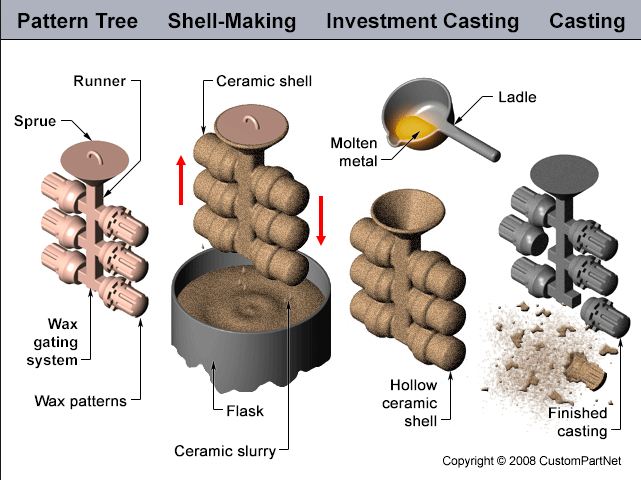 Pattern Tree Shell-Making Investment Casting Casting
Runner
Sprue
Wax
gating
system
Wax patterns
Ceramic shell
Flask
Ceramic slurry
Ladle
Molten
metal
Hollow
ceramic
shell
Finished
casting
Copyright © 2008 CustomPartNet